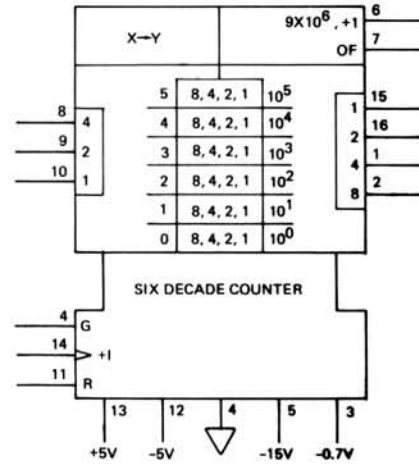 6
X→Y 9X10⁶, +1
7
OF
5 8, 4, 2, 1 10⁵ 15
8 4 4 8, 4, 2, 1 10⁴ 1
16
9 2 3 8, 4, 2, 1 10³ 2
1
10 1 2 8, 4, 2, 1 10² 4
2
1 8, 4, 2, 1 10¹ 8
0 8, 4, 2, 1 10⁰
SIX DECADE COUNTER
4 G
14 +I
11 R
13 12 4 5 3
+5V -5V -15V -0.7V